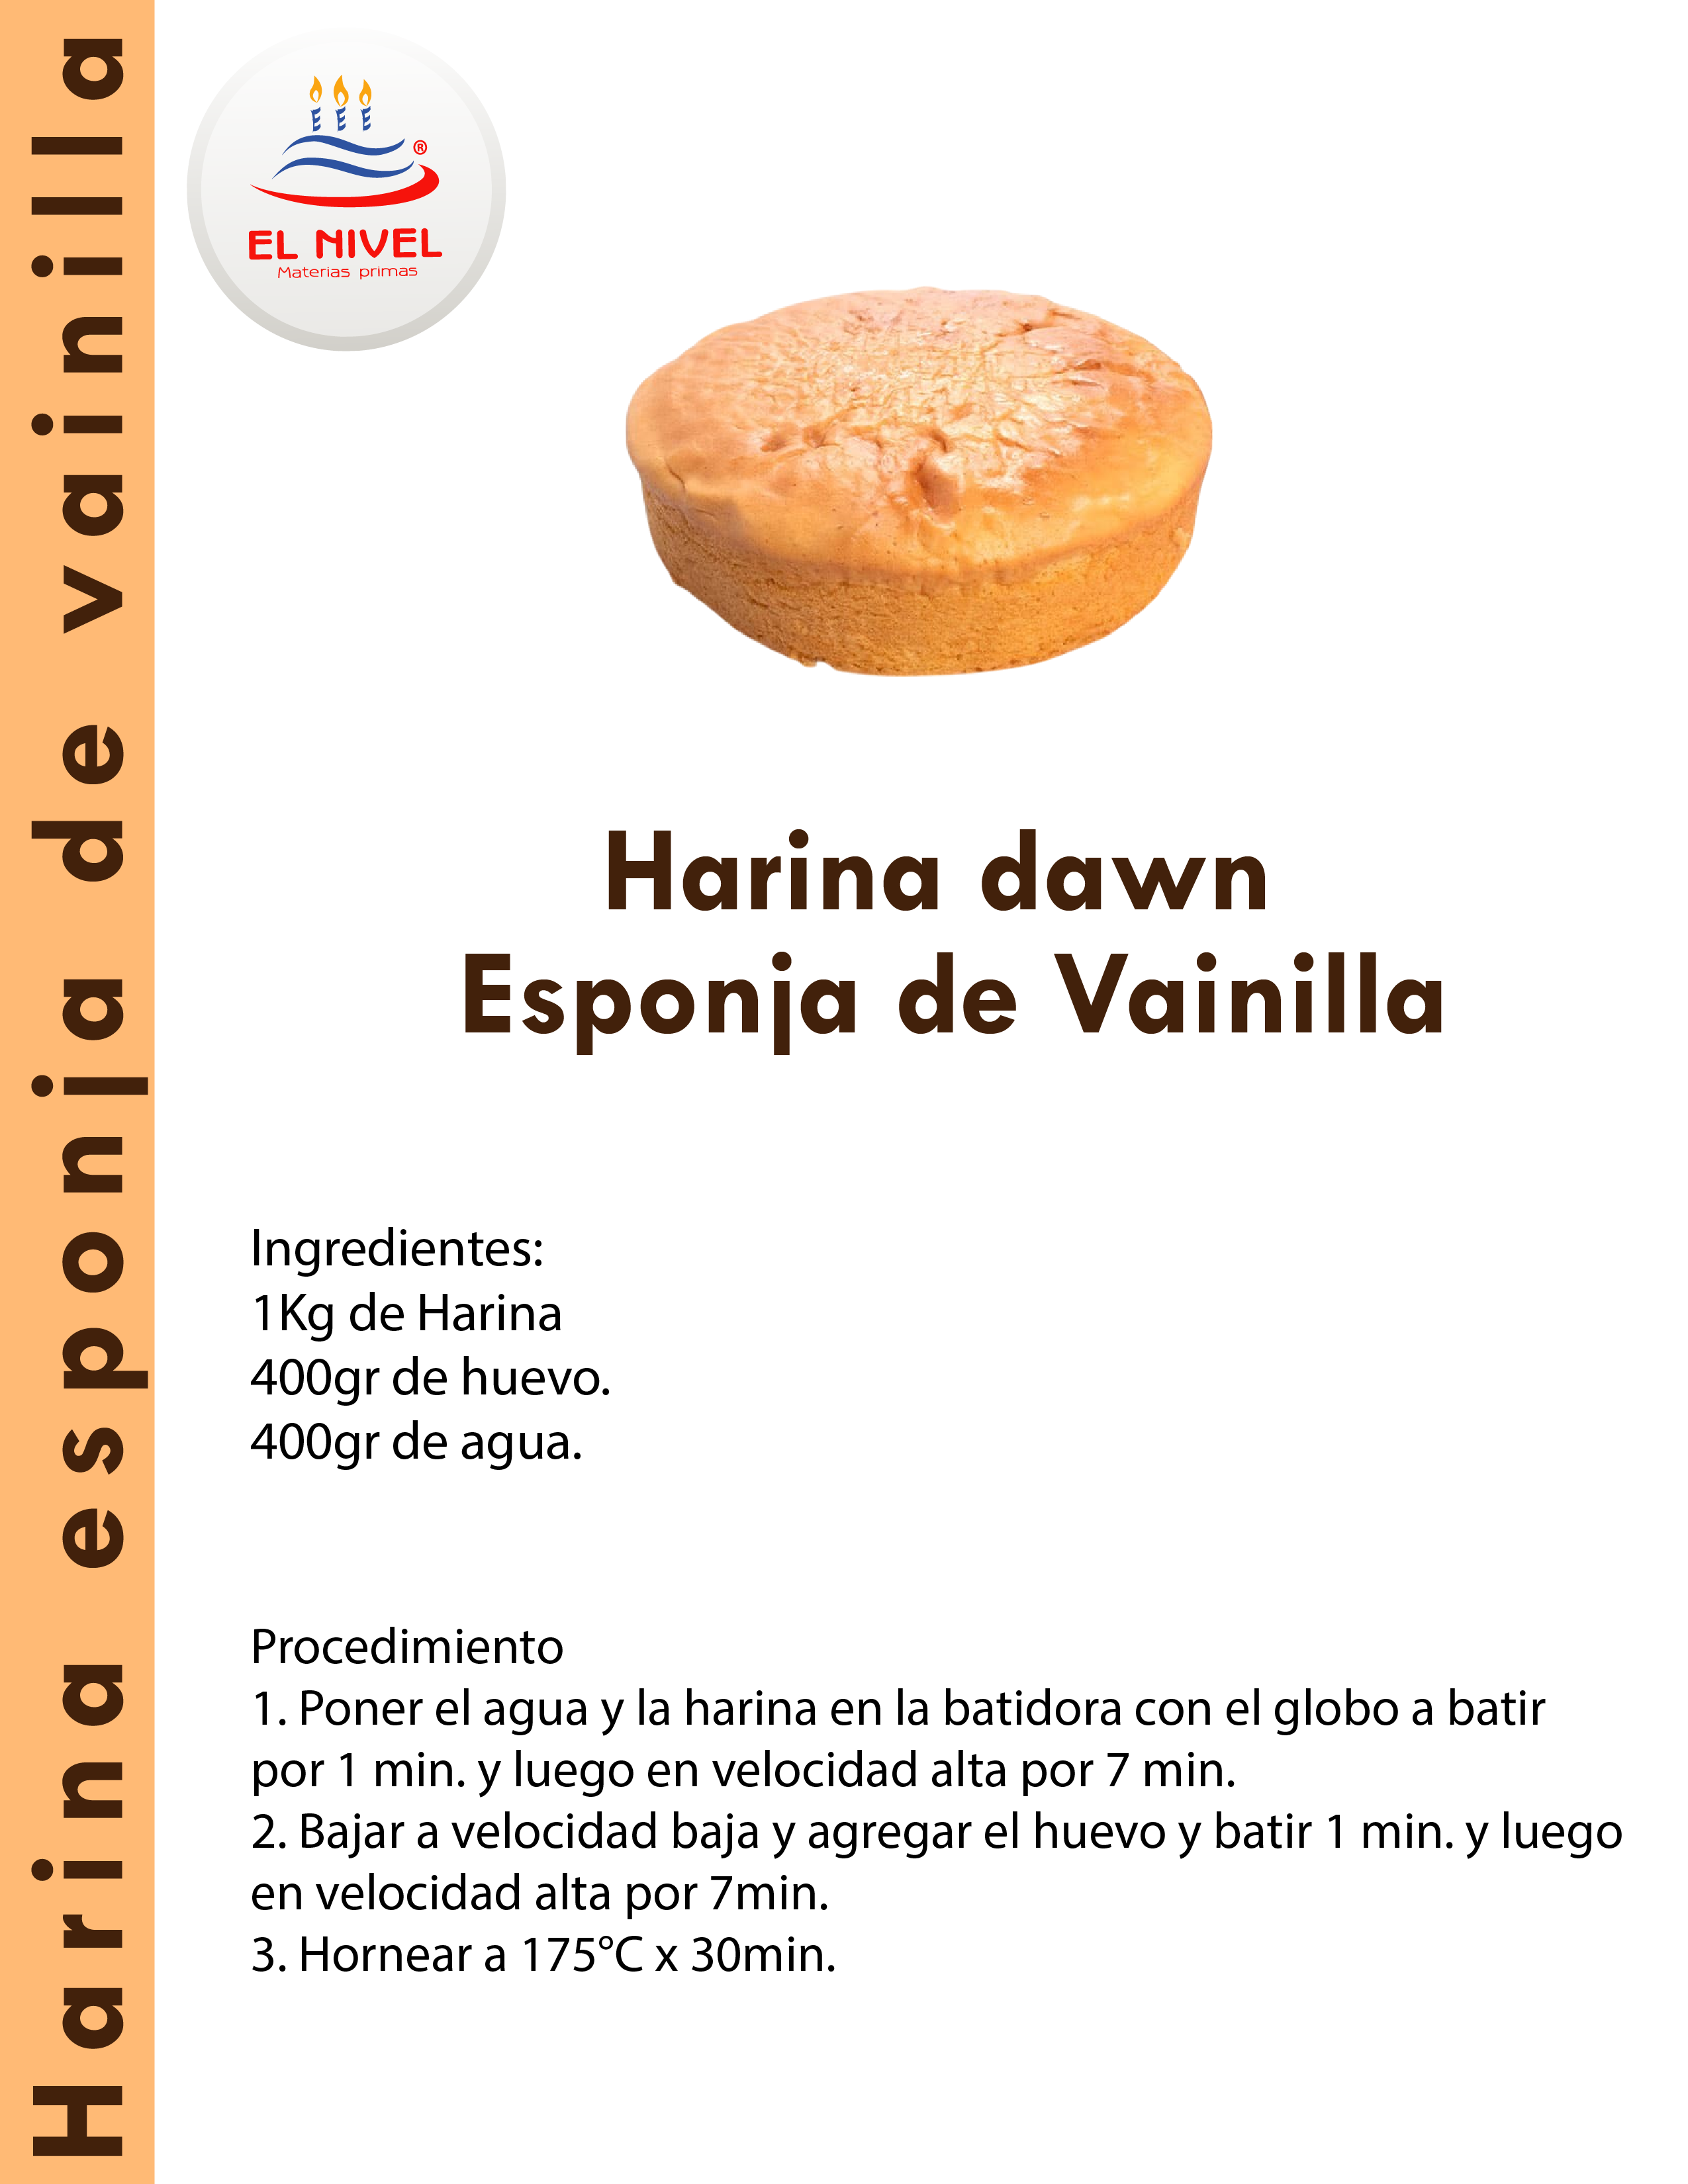 Harina esponja de vainilla
®
EL NIVEL
Materias primas
Harina dawn
Esponja de Vainilla
Ingredientes:
1Kg de Harina
400gr de huevo.
400gr de agua.
Procedimiento
1. Poner el agua y la harina en la batidora con el globo a batir
por 1 min. y luego en velocidad alta por 7 min.
2. Bajar a velocidad baja y agregar el huevo y batir 1 min. y luego
en velocidad alta por 7min.
3. Hornear a 175°C x 30min.